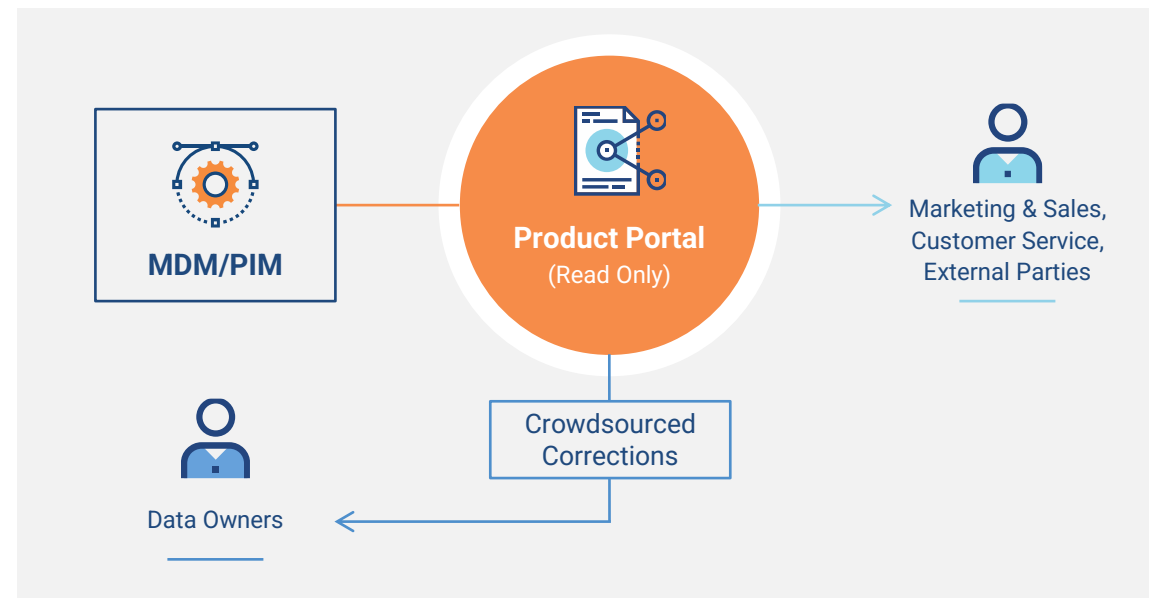 MDM/PIM
Product Portal
(Read Only)
Marketing & Sales,
Customer Service,
External Parties
Crowdsourced
Corrections
Data Owners